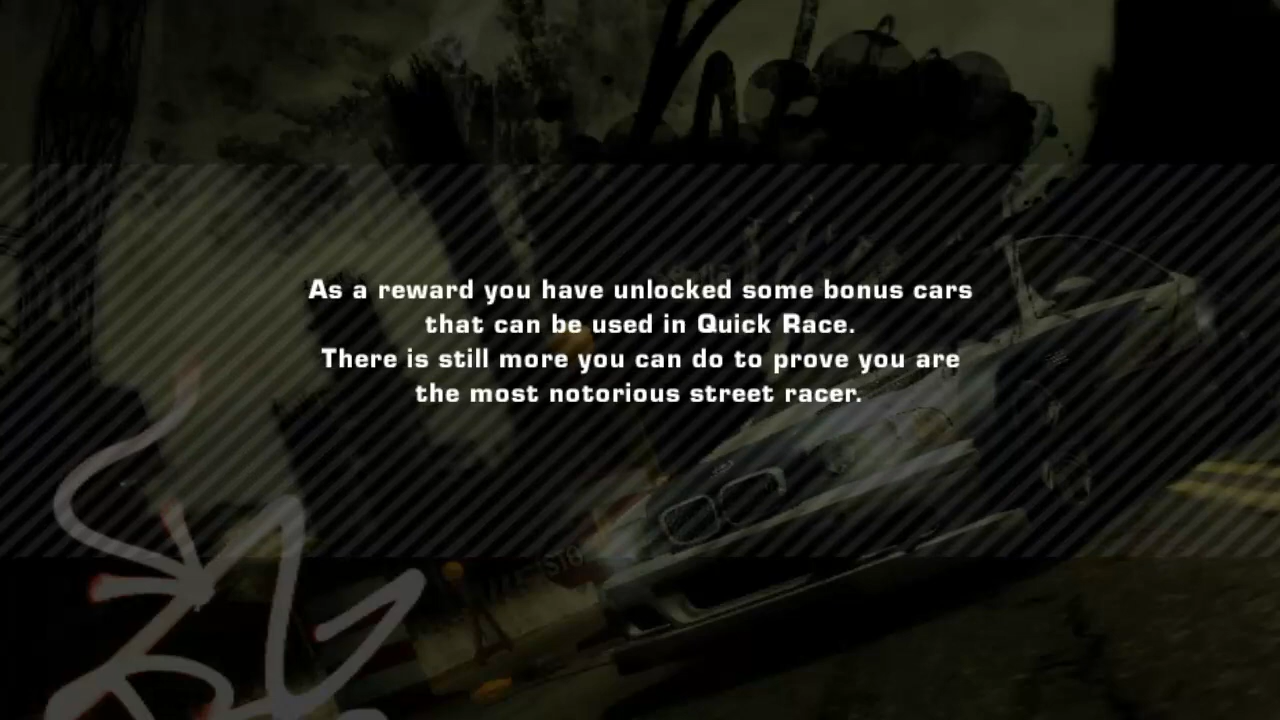 As a reward you have unlocked some bonus cars
that can be used in Quick Race.
There is still more you can do to prove you are
the most notorious street racer.